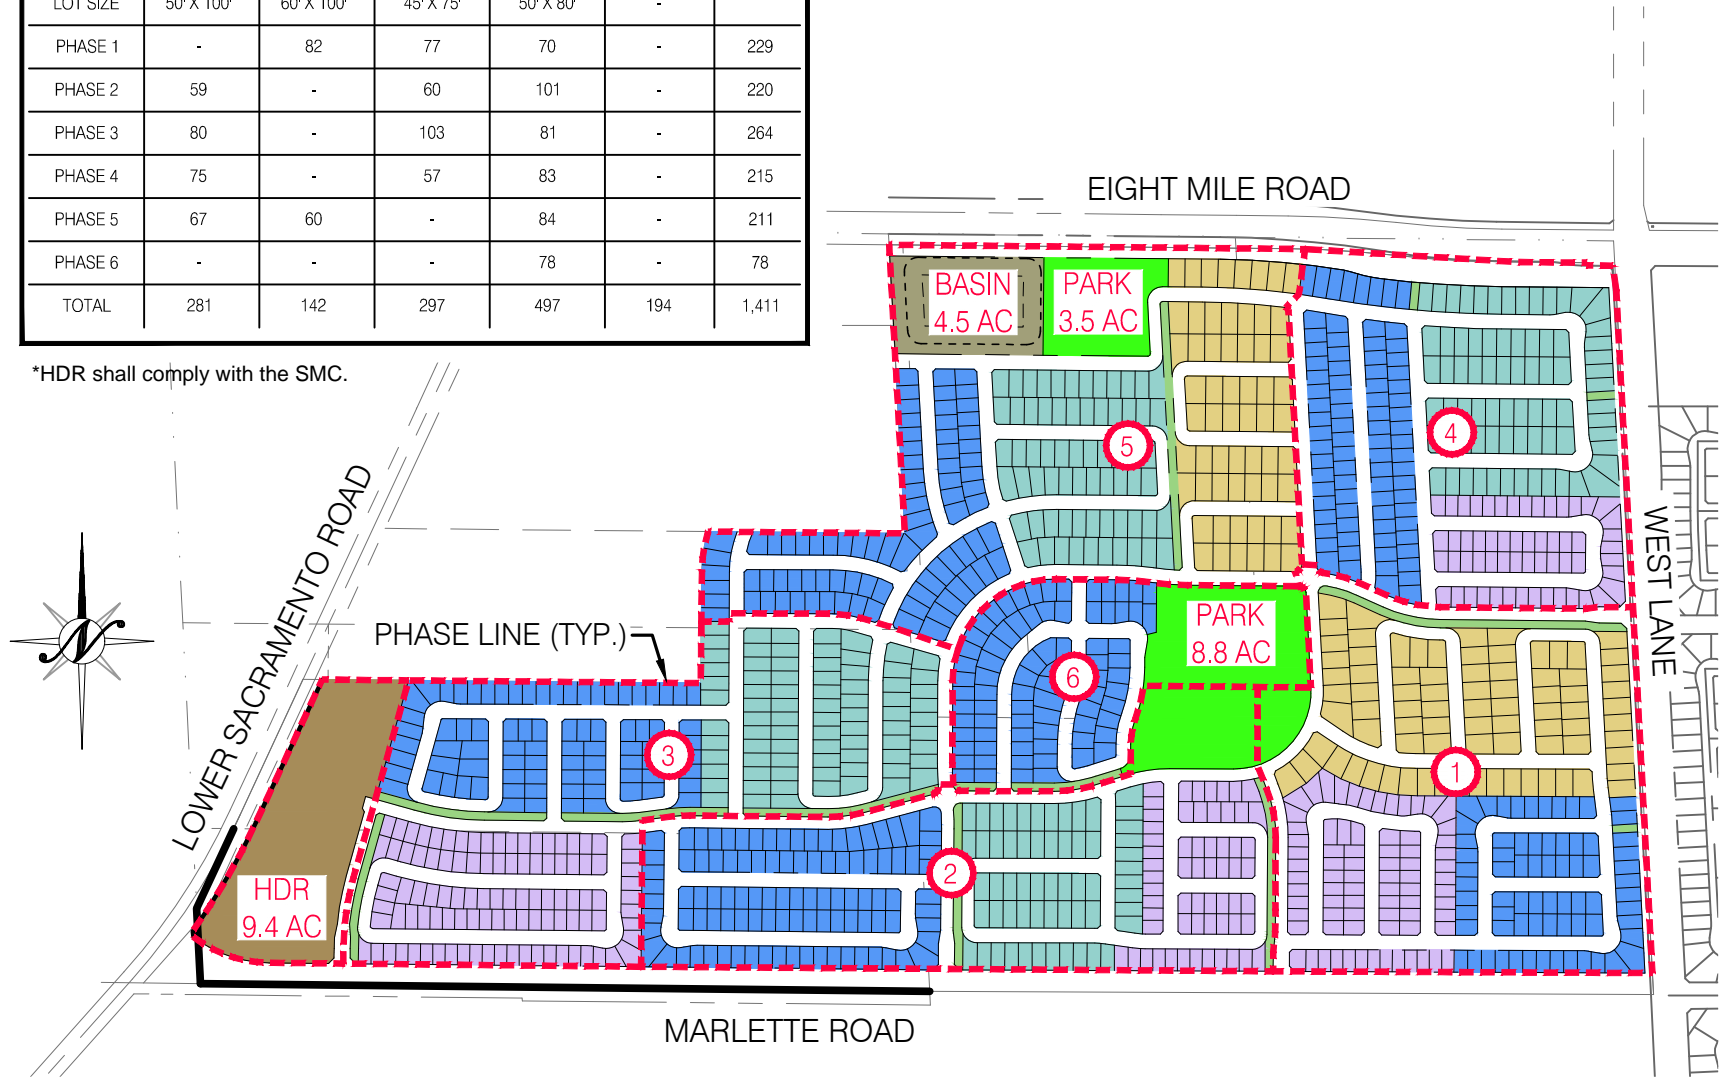 LOT SIZE 50' X 100' 60' X 100' 45' X 75' 50' X 80' -
PHASE 1 - 82 77 70 - 229
PHASE 2 59 - 60 101 - 220
PHASE 3 80 - 103 81 - 264
PHASE 4 75 - 57 83 - 215
PHASE 5 67 60 - 84 - 211
PHASE 6 - - - 78 - 78
TOTAL 281 142 297 497 194 1,411
*HDR shall comply with the SMC.
EIGHT MILE ROAD
BASIN
4.5 AC
PARK
3.5 AC
5
4
LOWER SACRAMENTO ROAD
WEST LANE
N
PHASE LINE (TYP.)
PARK
8.8 AC
6
3
1
2
HDR
9.4 AC
MARLETTE ROAD